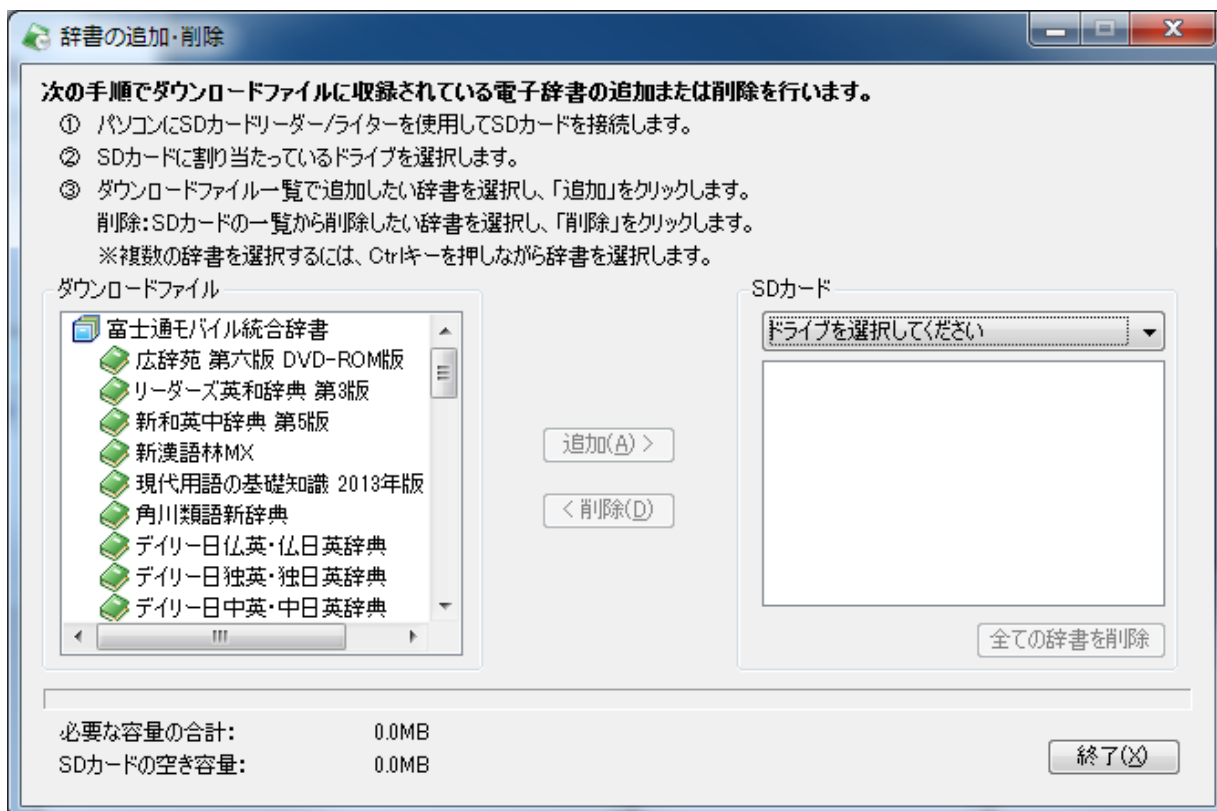 辞書の追加・削除
次の手順でダウンロードファイルに収録されている電子辞書の追加または削除を行います。
① パソコンにSDカードリーダー/ライターを使用してSDカードを接続します。
② SDカードに割り当たっているドライブを選択します。
③ ダウンロードファイル一覧で追加したい辞書を選択し、「追加」をクリックします。
削除:SDカードの一覧から削除したい辞書を選択し、「削除」をクリックします。
※複数の辞書を選択するには、Ctrlキーを押しながら辞書を選択します。
ダウンロードファイル
富士通モバイル統合辞書
広辞苑 第六版 DVD-ROM版
リーダーズ英和辞典 第3版
新和英中辞典 第5版
新漢語林MX
現代用語の基礎知識 2013年版
角川類語新辞典
デイリー日仏英・仏日英辞典
デイリー日独英・独日英辞典
デイリー日中英・中日英辞典
追加(A) >
< 削除(D)
SDカード
ドライブを選択してください
全ての辞書を削除
必要な容量の合計: 0.0MB
SDカードの空き容量: 0.0MB
終了(X)